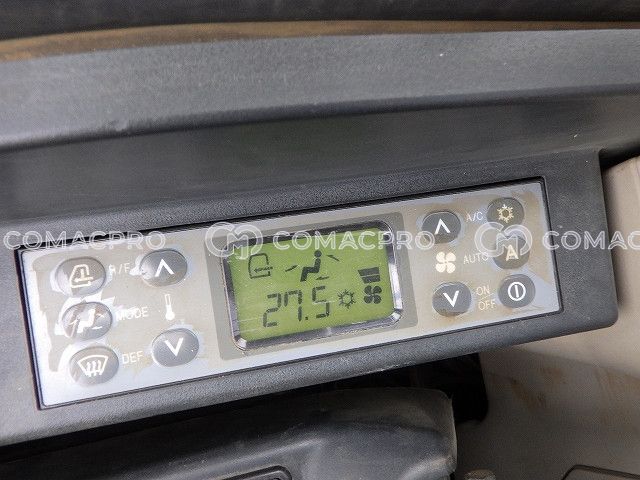 COMACPRO COMACPRO COMACPRO
R/F
A/C
AUTO
MODE
27.5
ON
OFF
DEF
A